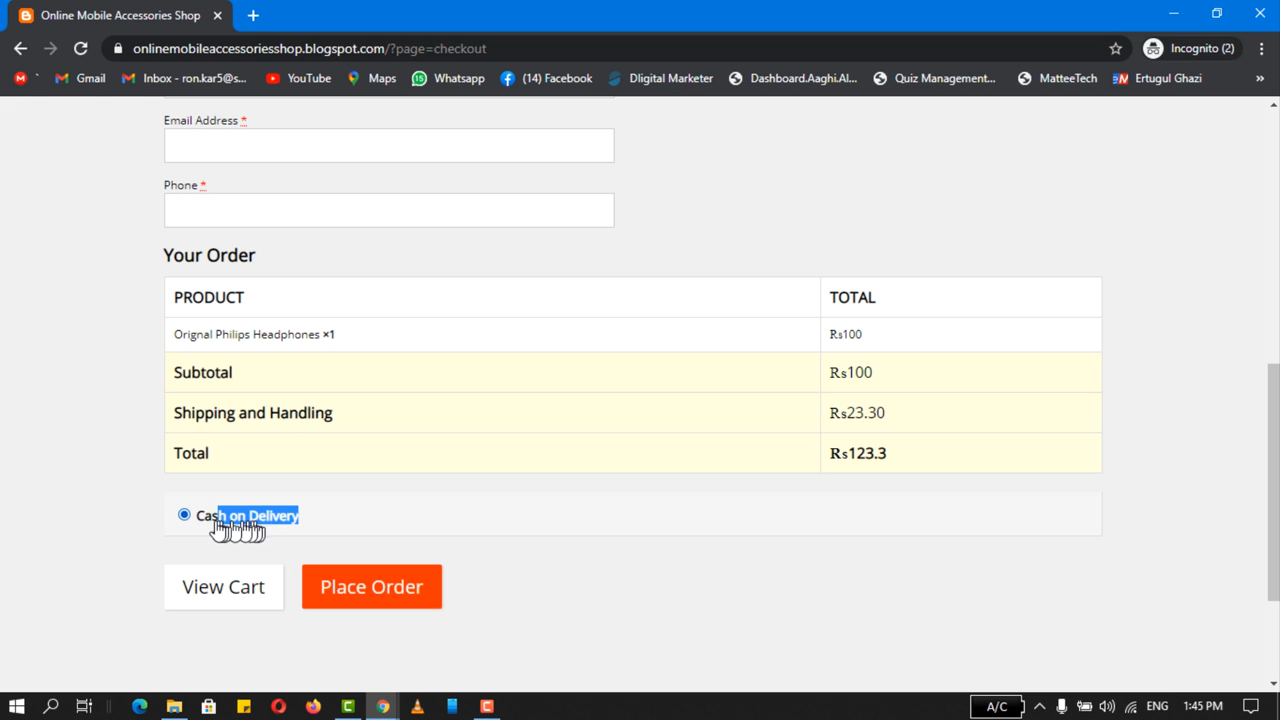 Online Mobile Accessories Shop
onlinemobileaccessoriesshop.blogspot.com/?page=checkout
Incognito (2)
Gmail
Inbox - ron.kar5@s...
YouTube
Maps
15 Whatsapp
(14) Facebook
Dligital Marketer
Dashboard.Aaghi.Al...
Quiz Management...
MatteeTech
Ertugul Ghazi
»
Email Address *
Phone *
Your Order
PRODUCT TOTAL
Orignal Philips Headphones ×1 Rs100
Subtotal Rs100
Shipping and Handling Rs23.30
Total Rs123.3
Cash on Delivery
View Cart Place Order
A/C ENG 1:45 PM